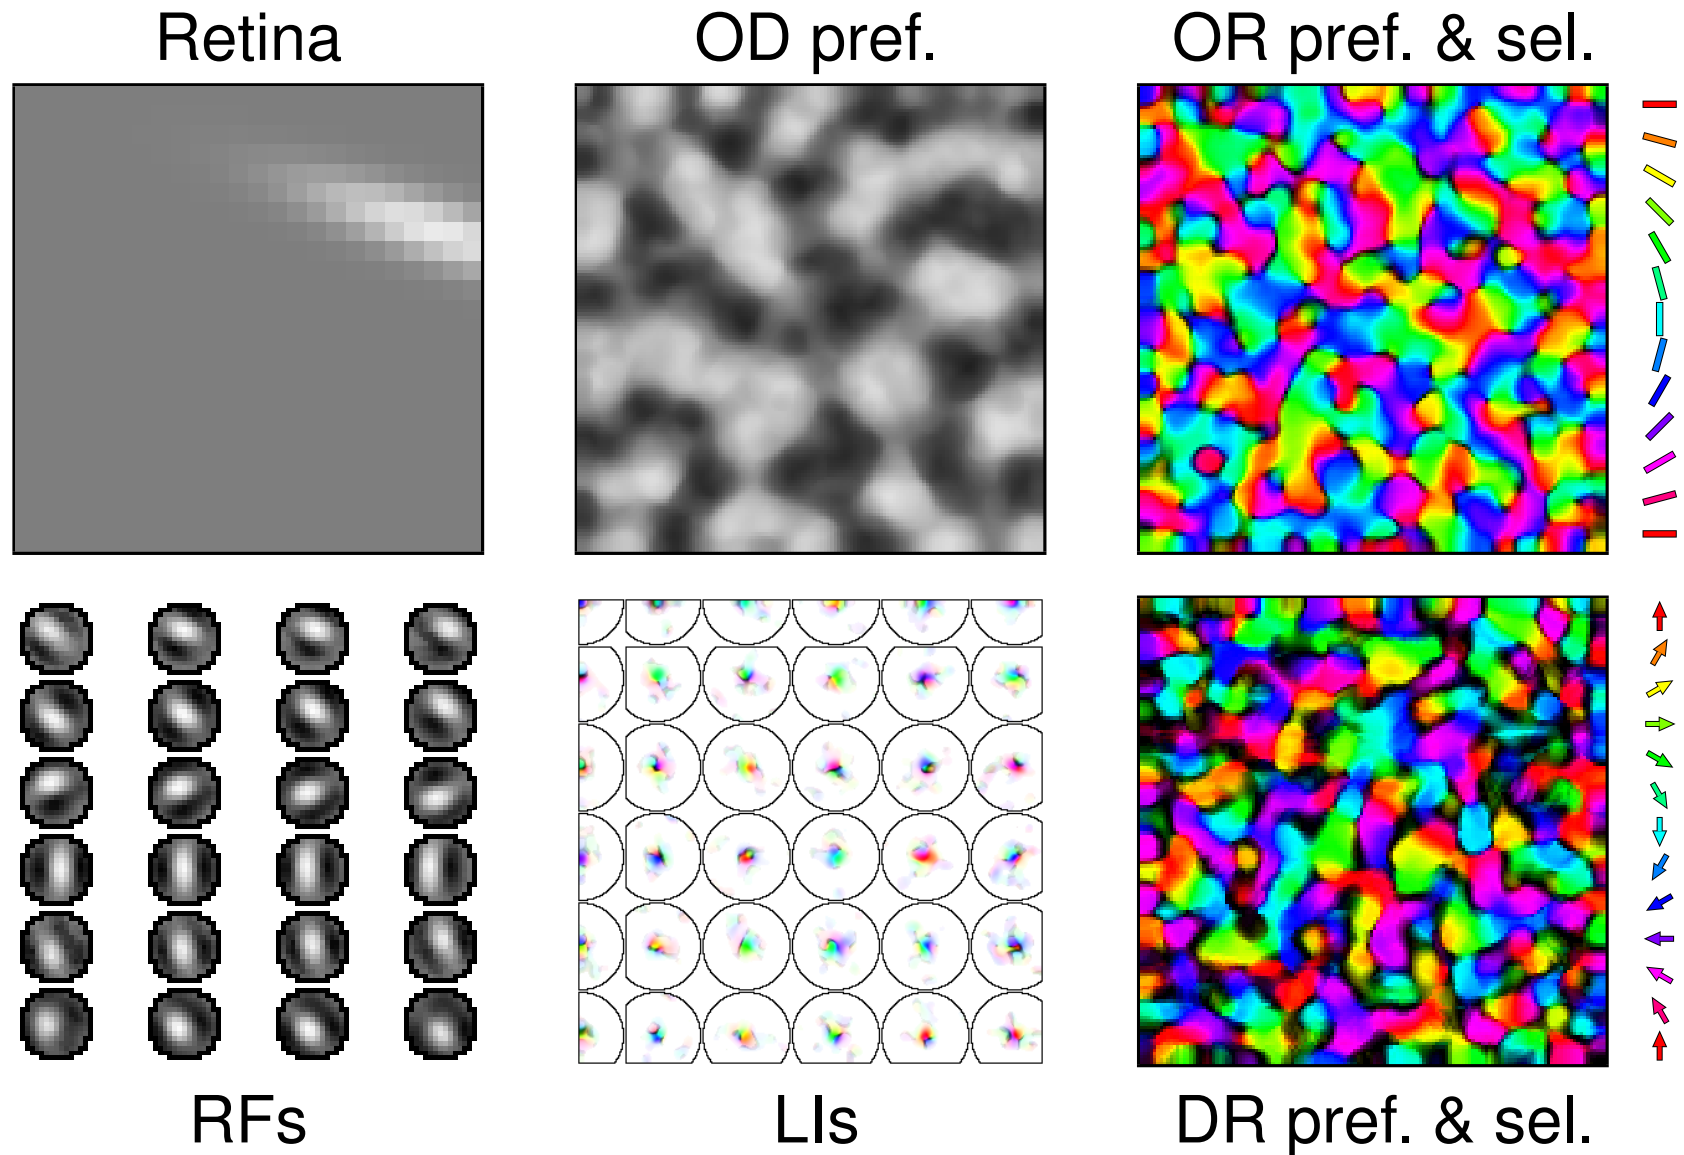 Retina
OD pref.
OR pref. & sel.
RFs
LIs
DR pref. & sel.